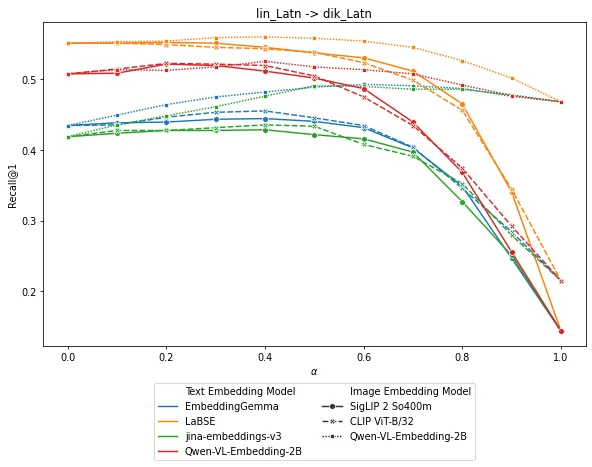 lin_Latn -> dik_Latn
Recall@1
0.5
0.4
0.3
0.2
0.0 0.2 0.4 0.6 0.8 1.0
α
Text Embedding Model
EmbeddingGemma
LaBSE
jina-embeddings-v3
Qwen-VL-Embedding-2B
Image Embedding Model
SigLIP 2 So400m
CLIP ViT-B/32
Qwen-VL-Embedding-2B